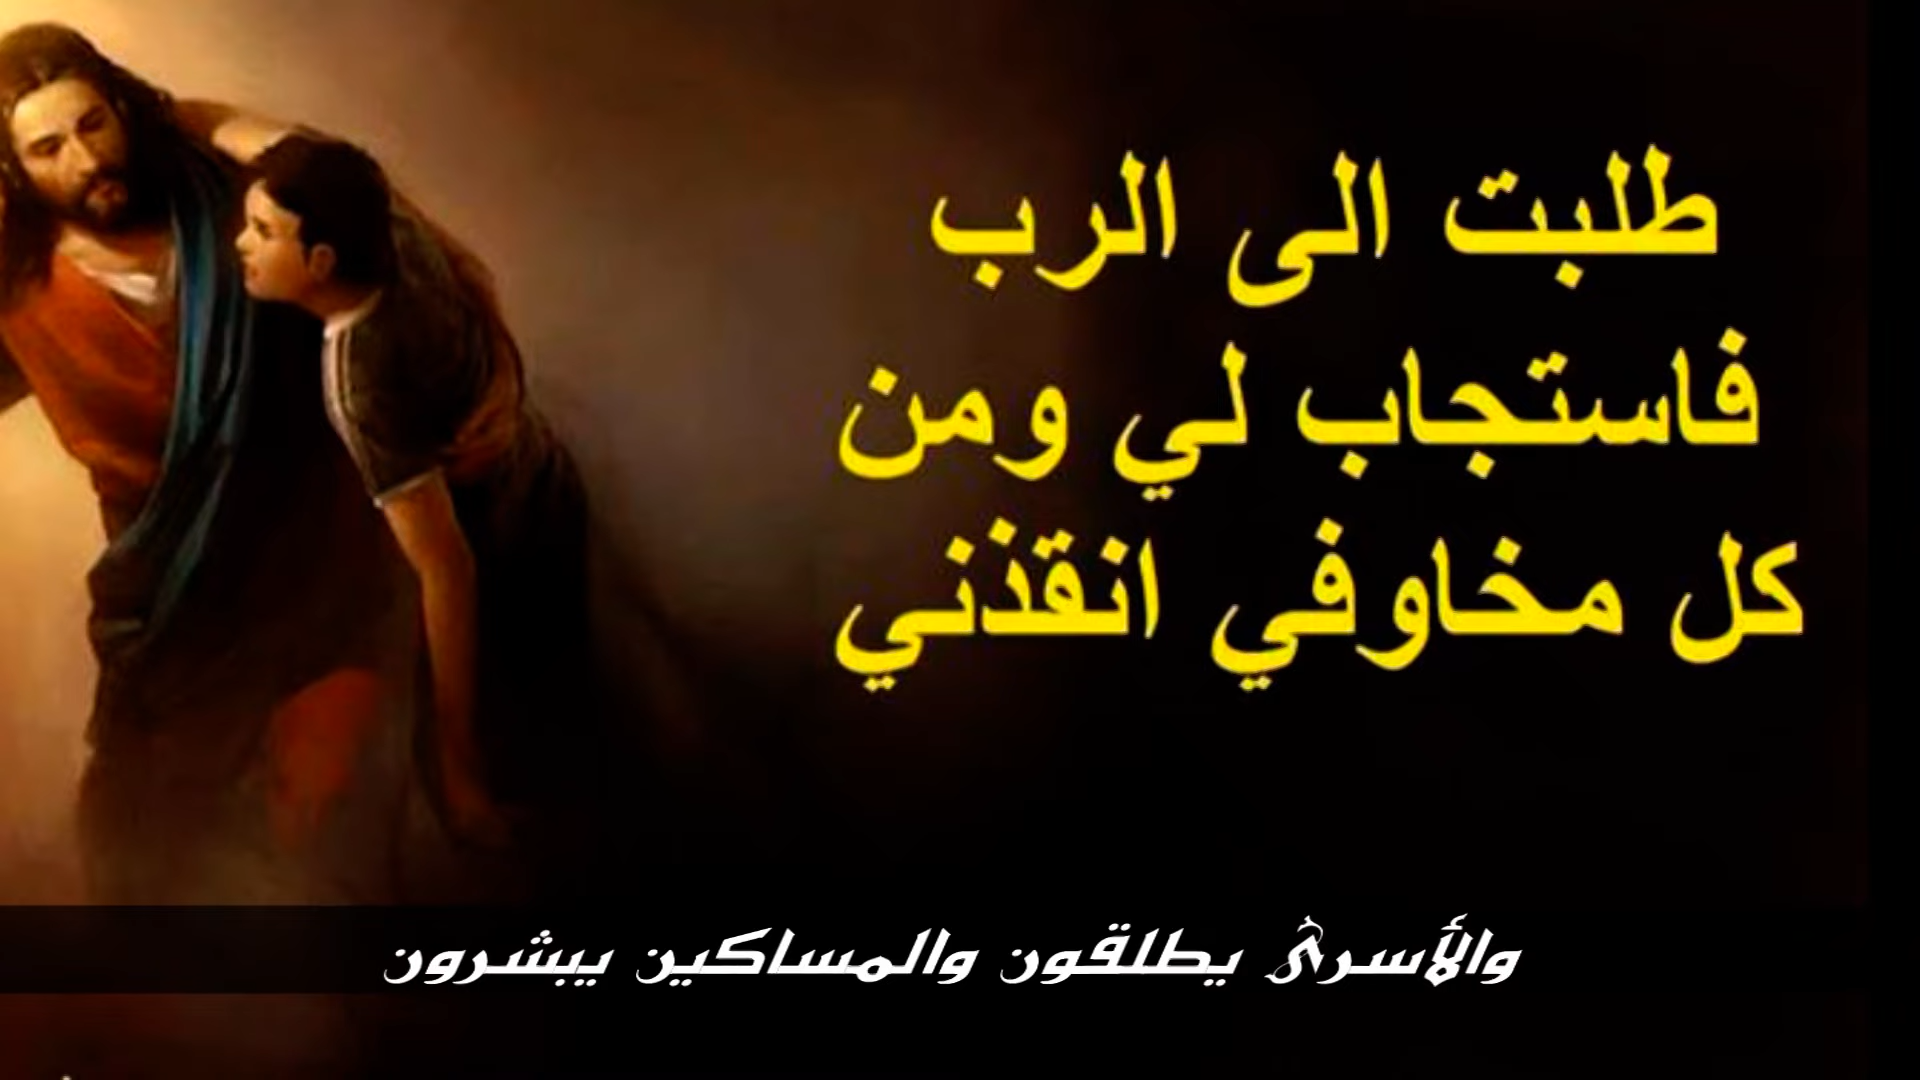 طلبت الى الرب
فاستجاب لي ومن
كل مخاوفي انقذني
والأسرى يطلقون والمساكين يبشرون